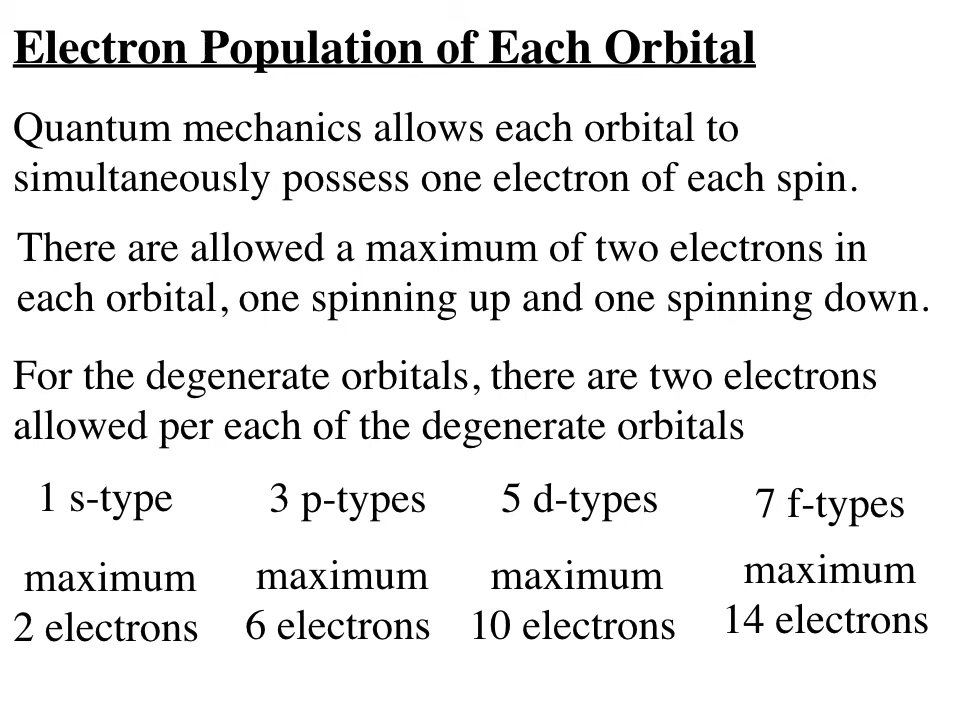 Electron Population of Each Orbital
Quantum mechanics allows each orbital to
simultaneously possess one electron of each spin.
There are allowed a maximum of two electrons in
each orbital, one spinning up and one spinning down.
For the degenerate orbitals, there are two electrons
allowed per each of the degenerate orbitals
1 s-type 3 p-types 5 d-types 7 f-types
maximum maximum maximum maximum
2 electrons 6 electrons 10 electrons 14 electrons